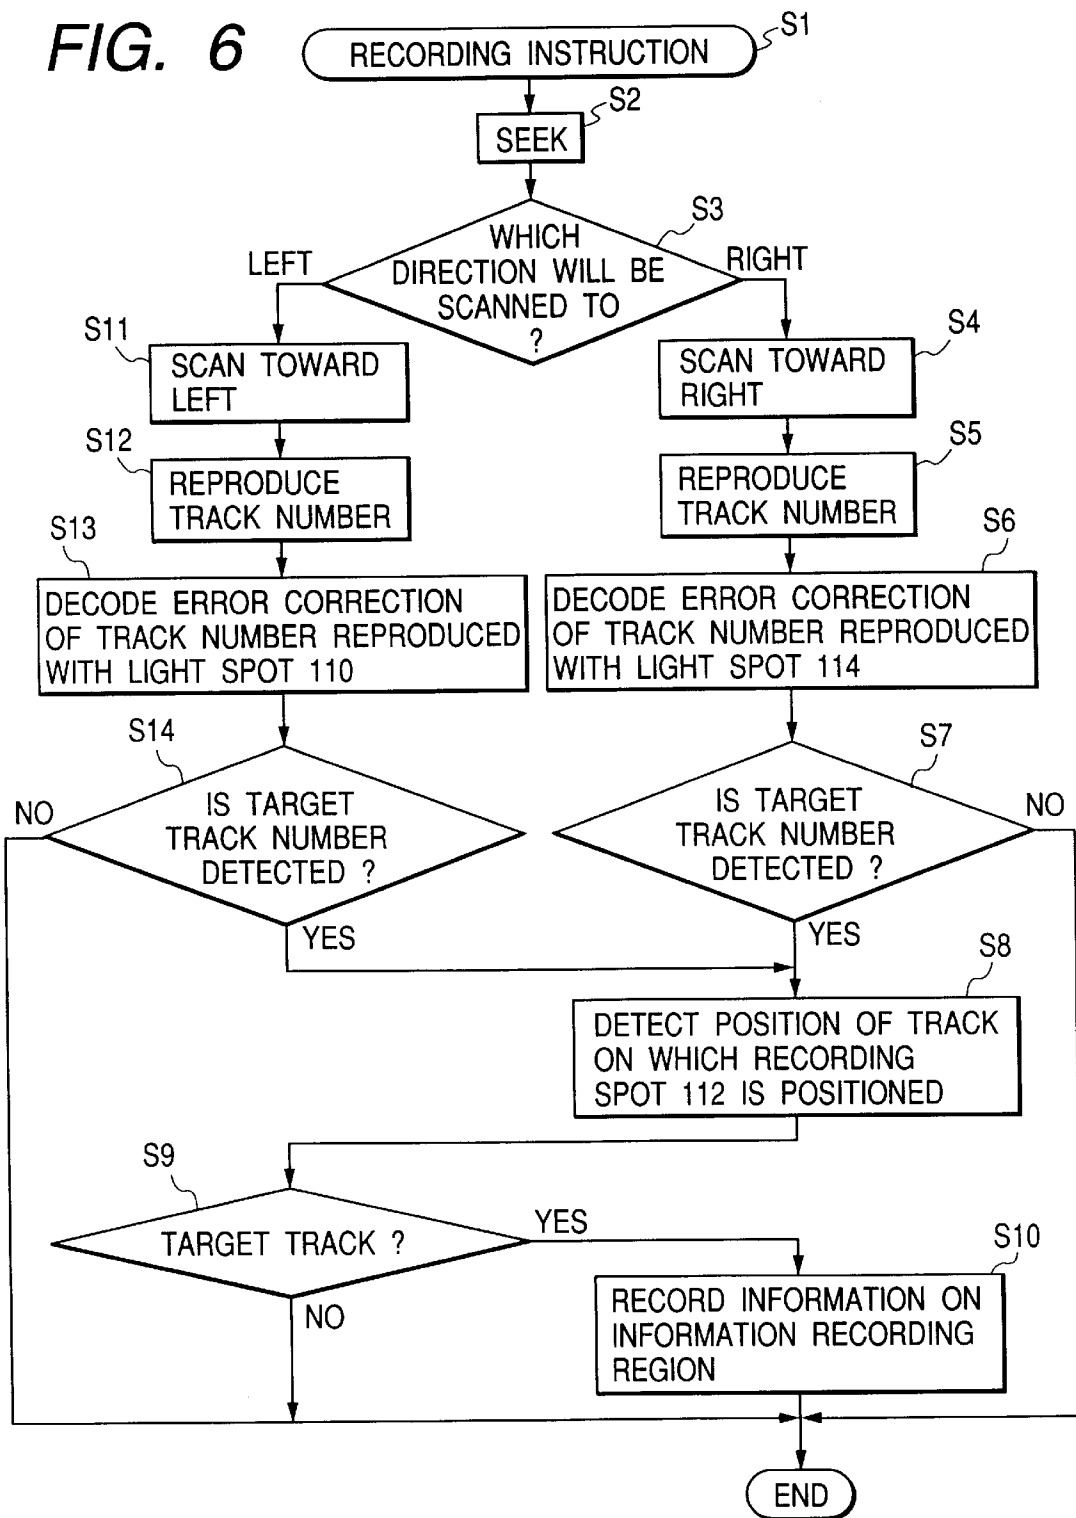 FIG. 6
S1
RECORDING INSTRUCTION
S2
SEEK
S3
WHICH
DIRECTION WILL BE
SCANNED TO
?
LEFT
RIGHT
S11
SCAN TOWARD
LEFT
S4
SCAN TOWARD
RIGHT
S12
REPRODUCE
TRACK NUMBER
S5
REPRODUCE
TRACK NUMBER
S13
DECODE ERROR CORRECTION
OF TRACK NUMBER REPRODUCED
WITH LIGHT SPOT 110
S6
DECODE ERROR CORRECTION
OF TRACK NUMBER REPRODUCED
WITH LIGHT SPOT 114
S14
NO
IS TARGET
TRACK NUMBER
DETECTED ?
YES
S7
NO
IS TARGET
TRACK NUMBER
DETECTED ?
YES
S8
DETECT POSITION OF TRACK
ON WHICH RECORDING
SPOT 112 IS POSITIONED
S9
TARGET TRACK ?
YES
NO
S10
RECORD INFORMATION ON
INFORMATION RECORDING
REGION
END